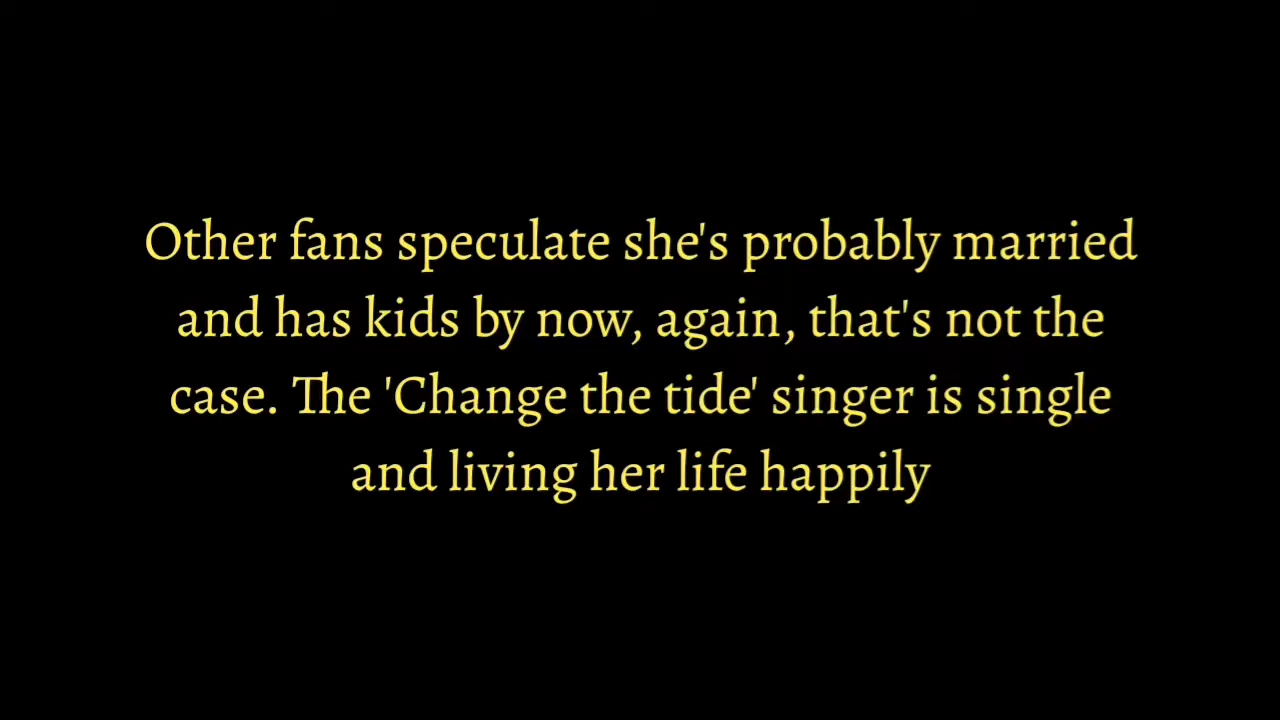 Other fans speculate she's probably married
and has kids by now, again, that's not the
case. The 'Change the tide' singer is single
and living her life happily